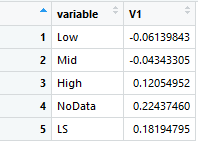 variable V1
1 Low -0.06139843
2 Mid -0.04343305
3 High 0.12054952
4 NoData 0.22437460
5 LS 0.18194795